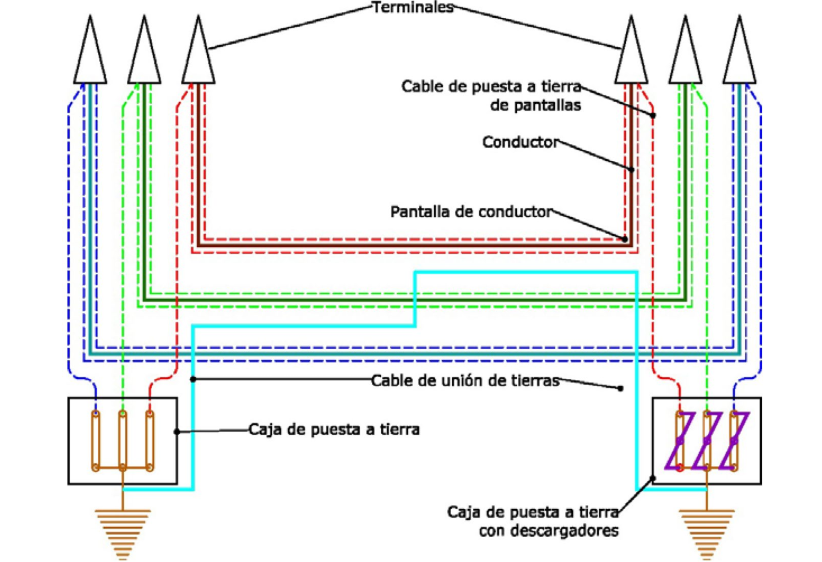 Terminales
Cable de puesta a tierra
de pantallas
Conductor
Pantalla de conductor
Cable de unión de tierras
Caja de puesta a tierra
Caja de puesta a tierra
con descargadores